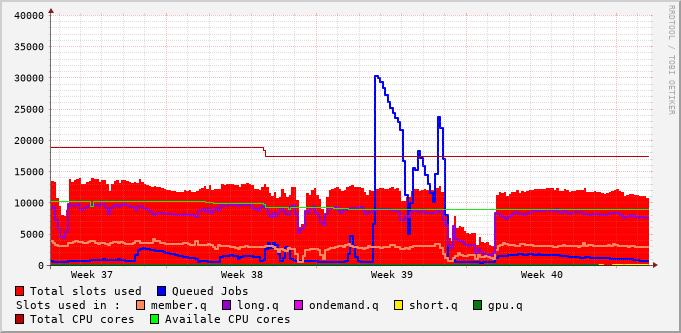 40000
35000
30000
25000
20000
15000
10000
5000
0
Week 37 Week 38 Week 39 Week 40
Total slots used Queued Jobs
Slots used in : member.q long.q ondemand.q short.q gpu.q
Total CPU cores Availale CPU cores
RRDTOOL / TOBI OETIKER